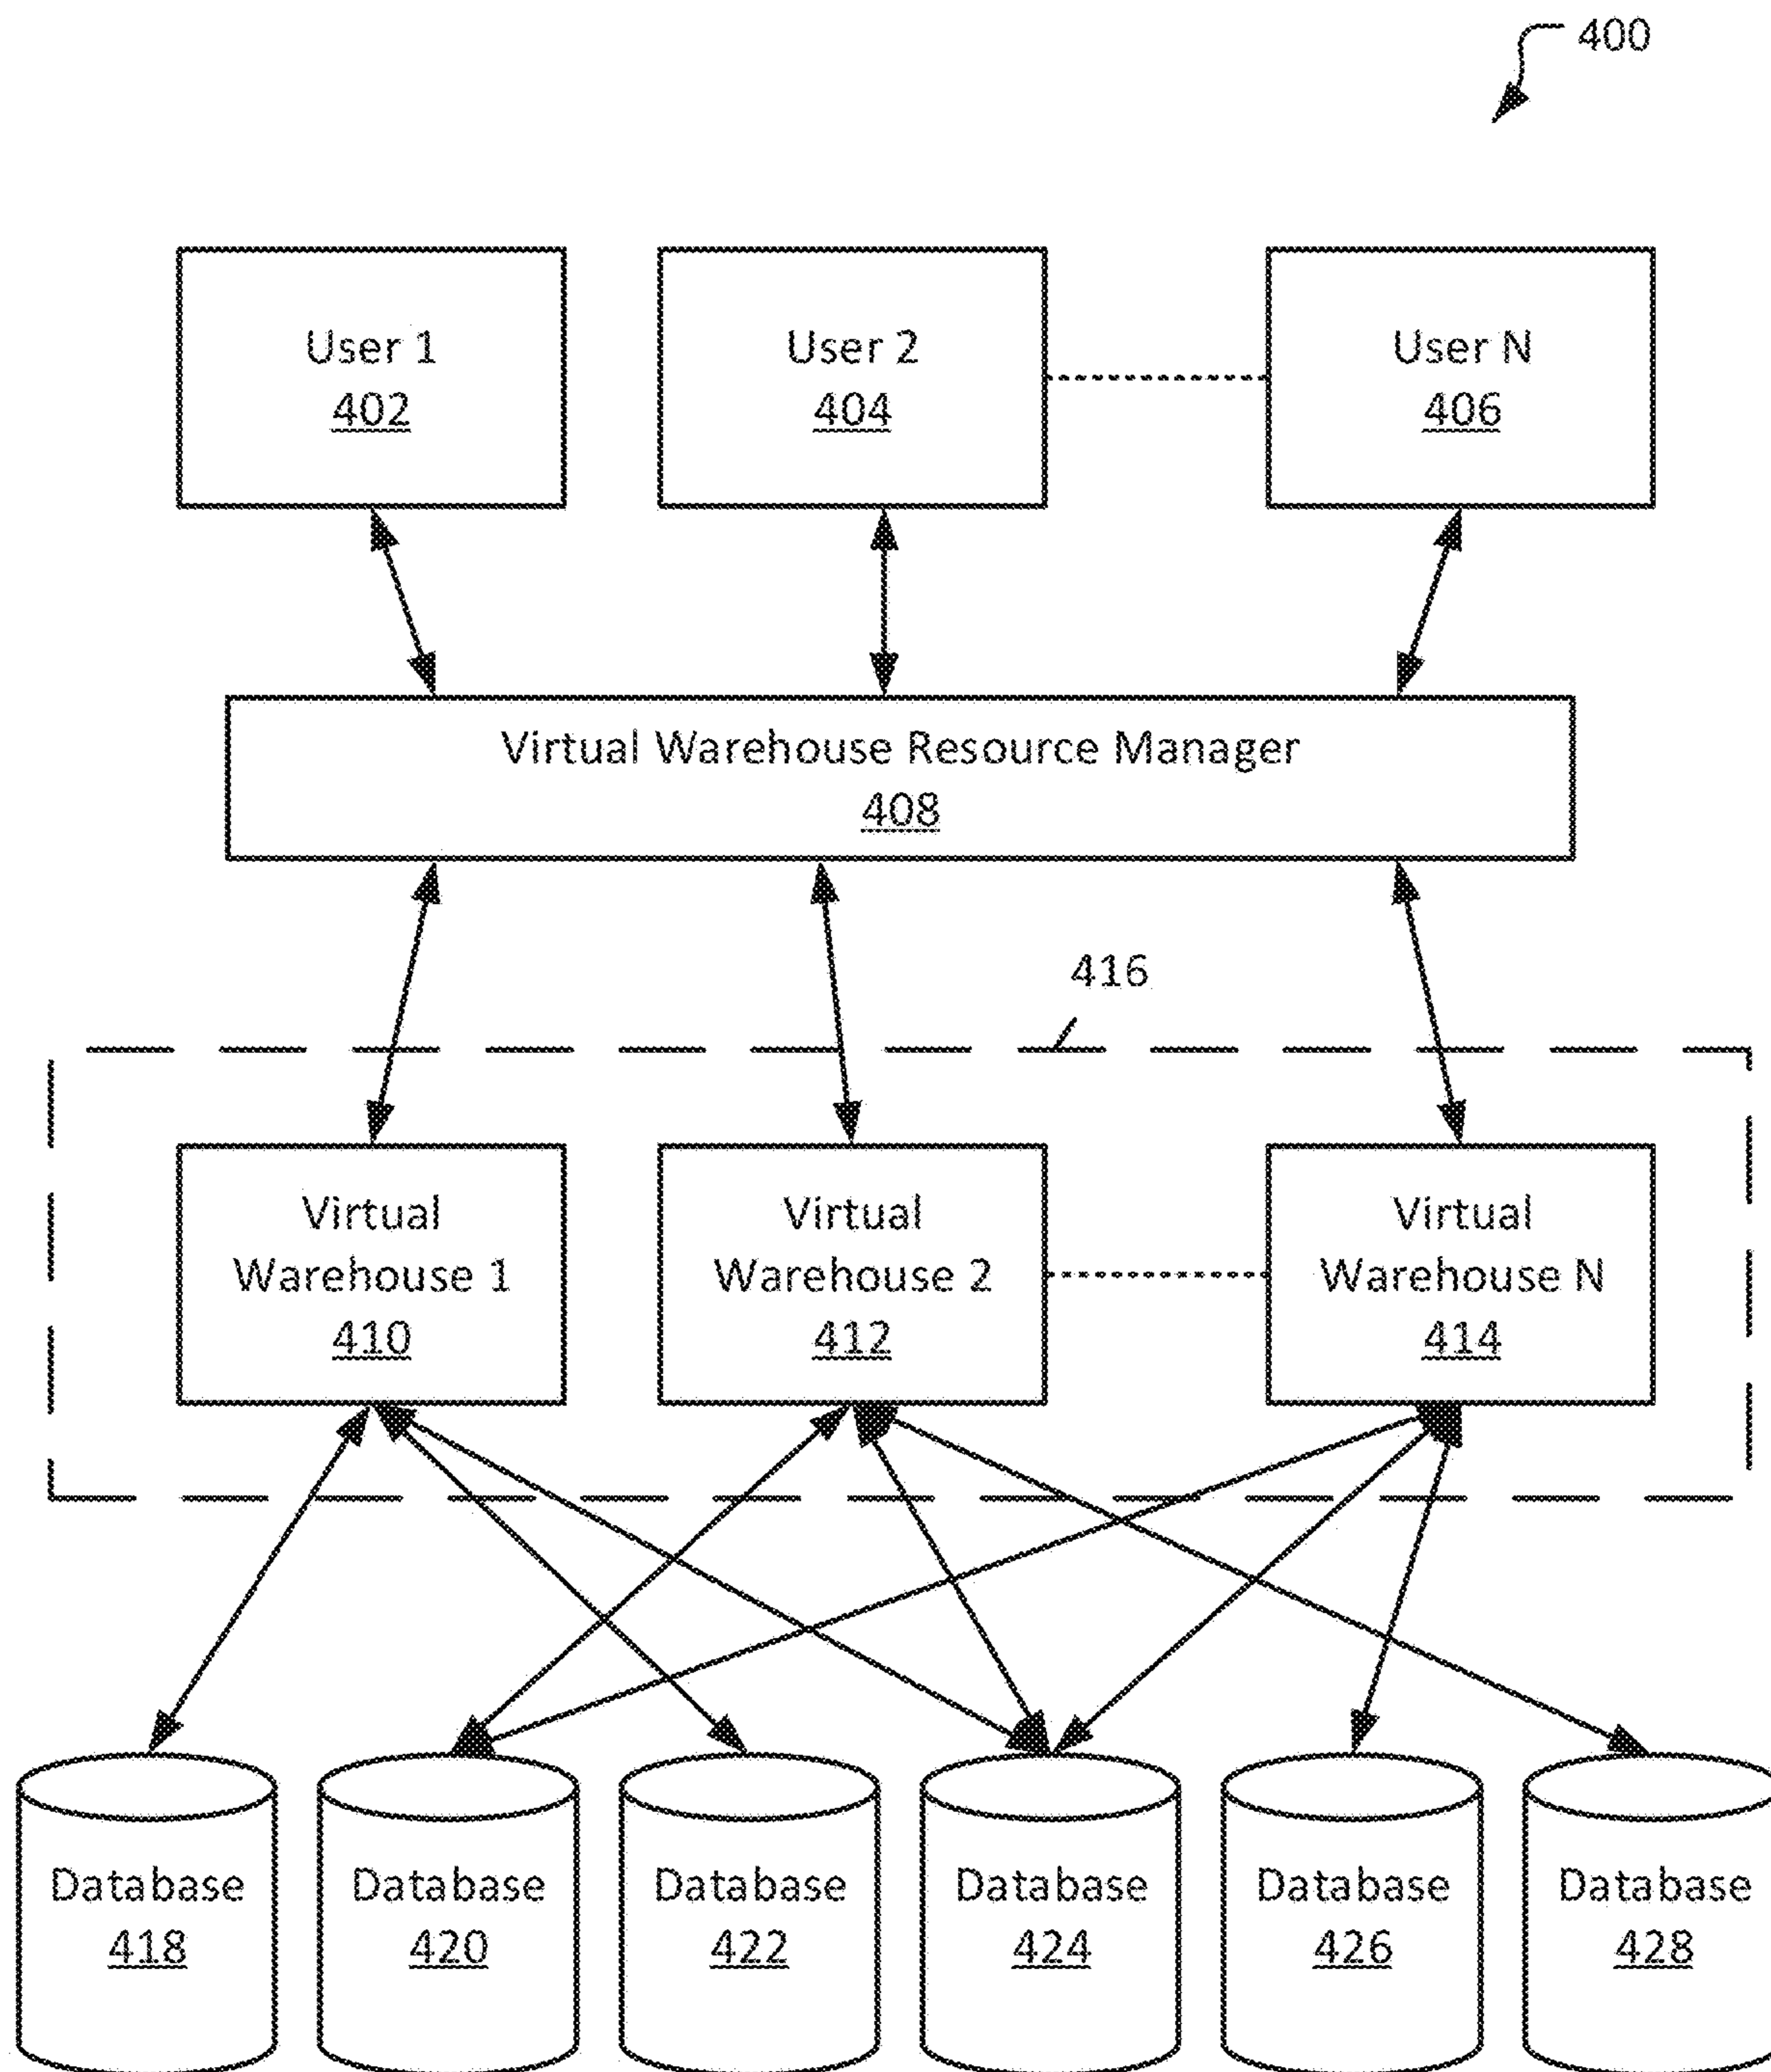 400
User 1
402
User 2
404
User N
406
Virtual Warehouse Resource Manager
408
416
Virtual
Warehouse 1
410
Virtual
Warehouse 2
412
Virtual
Warehouse N
414
Database
418
Database
420
Database
422
Database
424
Database
426
Database
428